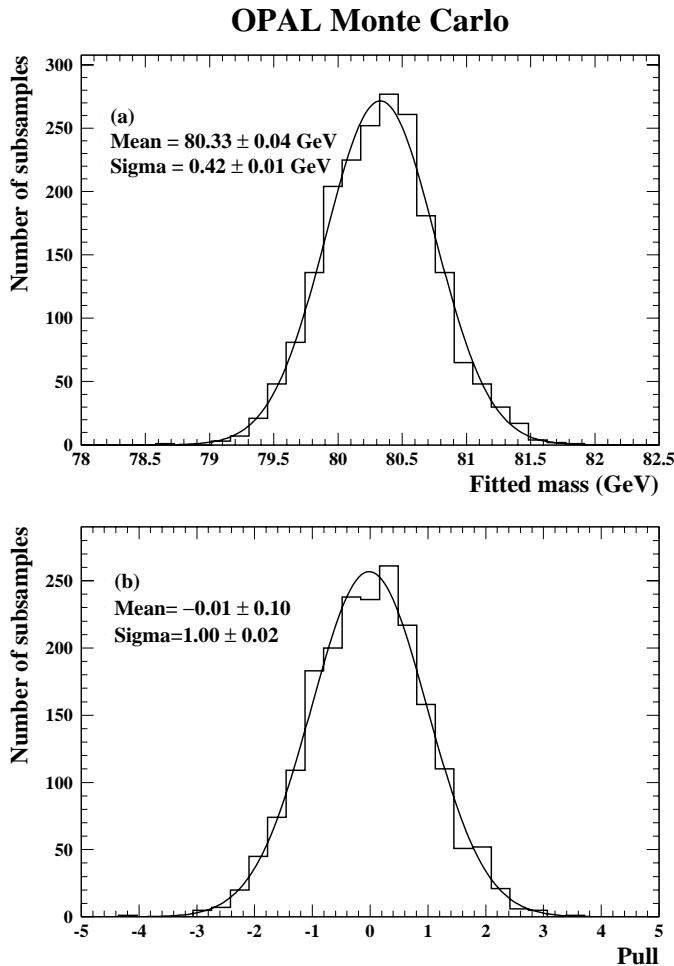 OPAL Monte Carlo
Number of subsamples
300
250
200
150
100
50
0
(a)
Mean = 80.33 ± 0.04 GeV
Sigma = 0.42 ± 0.01 GeV
78 78.5 79 79.5 80 80.5 81 81.5 82 82.5
Fitted mass (GeV)
Number of subsamples
250
200
150
100
50
0
(b)
Mean= −0.01 ± 0.10
Sigma=1.00 ± 0.02
-5 -4 -3 -2 -1 0 1 2 3 4 5
Pull